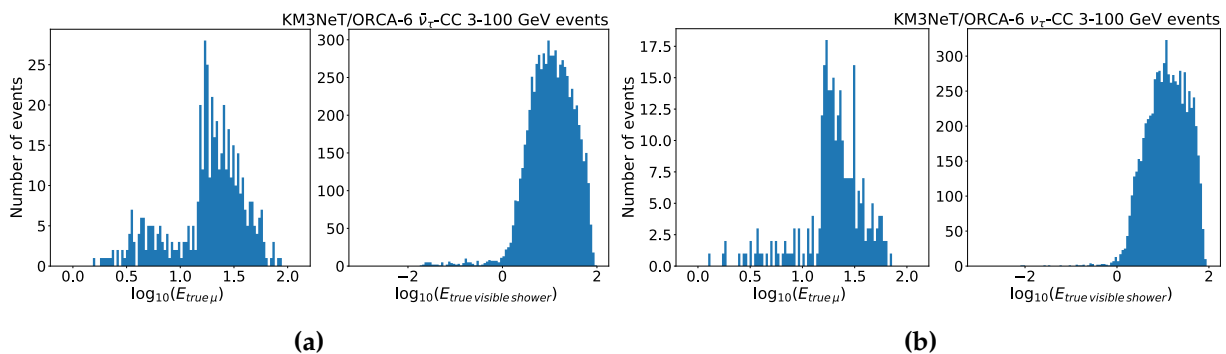 KM3NeT/ORCA-6 ν̄τ-CC 3-100 GeV events
Number of events
25
20
15
10
5
0
0.0 0.5 1.0 1.5 2.0
log10(Etrue μ)
300
250
200
150
100
50
0
−2 0 2
log10(Etrue visible shower)
(a)
KM3NeT/ORCA-6 ντ-CC 3-100 GeV events
Number of events
17.5
15.0
12.5
10.0
7.5
5.0
2.5
0.0
0.0 0.5 1.0 1.5 2.0
log10(Etrue μ)
300
250
200
150
100
50
0
−2 0 2
log10(Etrue visible shower)
(b)